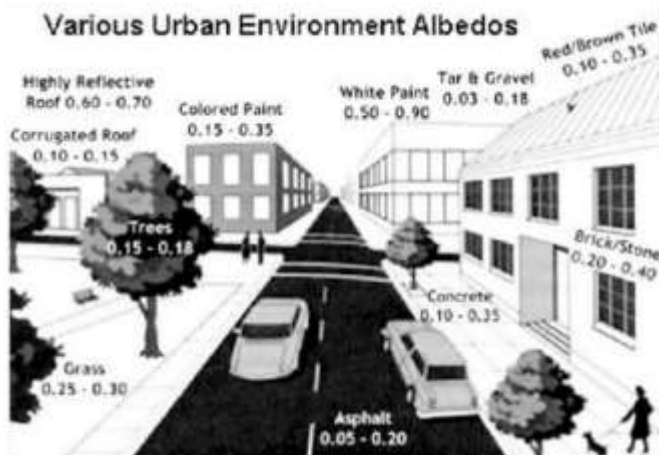 Various Urban Environment Albedos
Highly Reflective
Roof 0.60 - 0.70
Corrugated Roof
0.10 - 0.15
Colored Paint
0.15 - 0.35
White Paint
0.50 - 0.90
Tar & Gravel
0.03 - 0.18
Red/Brown Tile
0.10 - 0.35
Trees
0.15 - 0.18
Brick/Stone
0.20 - 0.40
Concrete
0.10 - 0.35
Grass
0.25 - 0.30
Asphalt
0.05 - 0.20